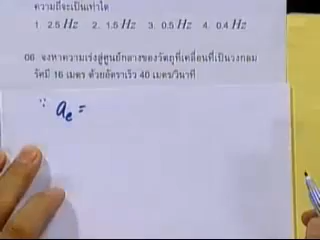 ความถี่จะเป็นเท่าใด
1. 2.5 Hz 2. 1.5 Hz 3. 0.5 Hz 4. 0.4 Hz
06 จงหาความเร่งสู่ศูนย์กลางของวัตถุที่เคลื่อนที่เป็นวงกลม
รัศมี 16 เมตร ด้วยอัตราเร็ว 40 เมตร/วินาที
∵ ac =